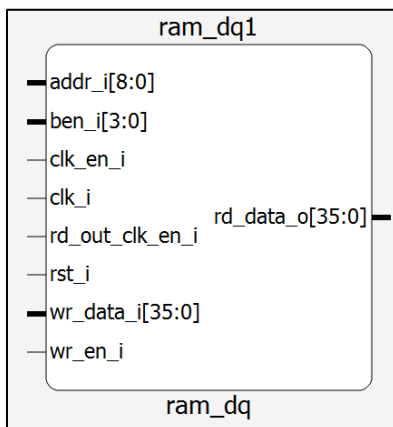 ram_dq1
addr_i[8:0]
ben_i[3:0]
clk_en_i
clk_i
rd_data_o[35:0]
rd_out_clk_en_i
rst_i
wr_data_i[35:0]
wr_en_i
ram_dq